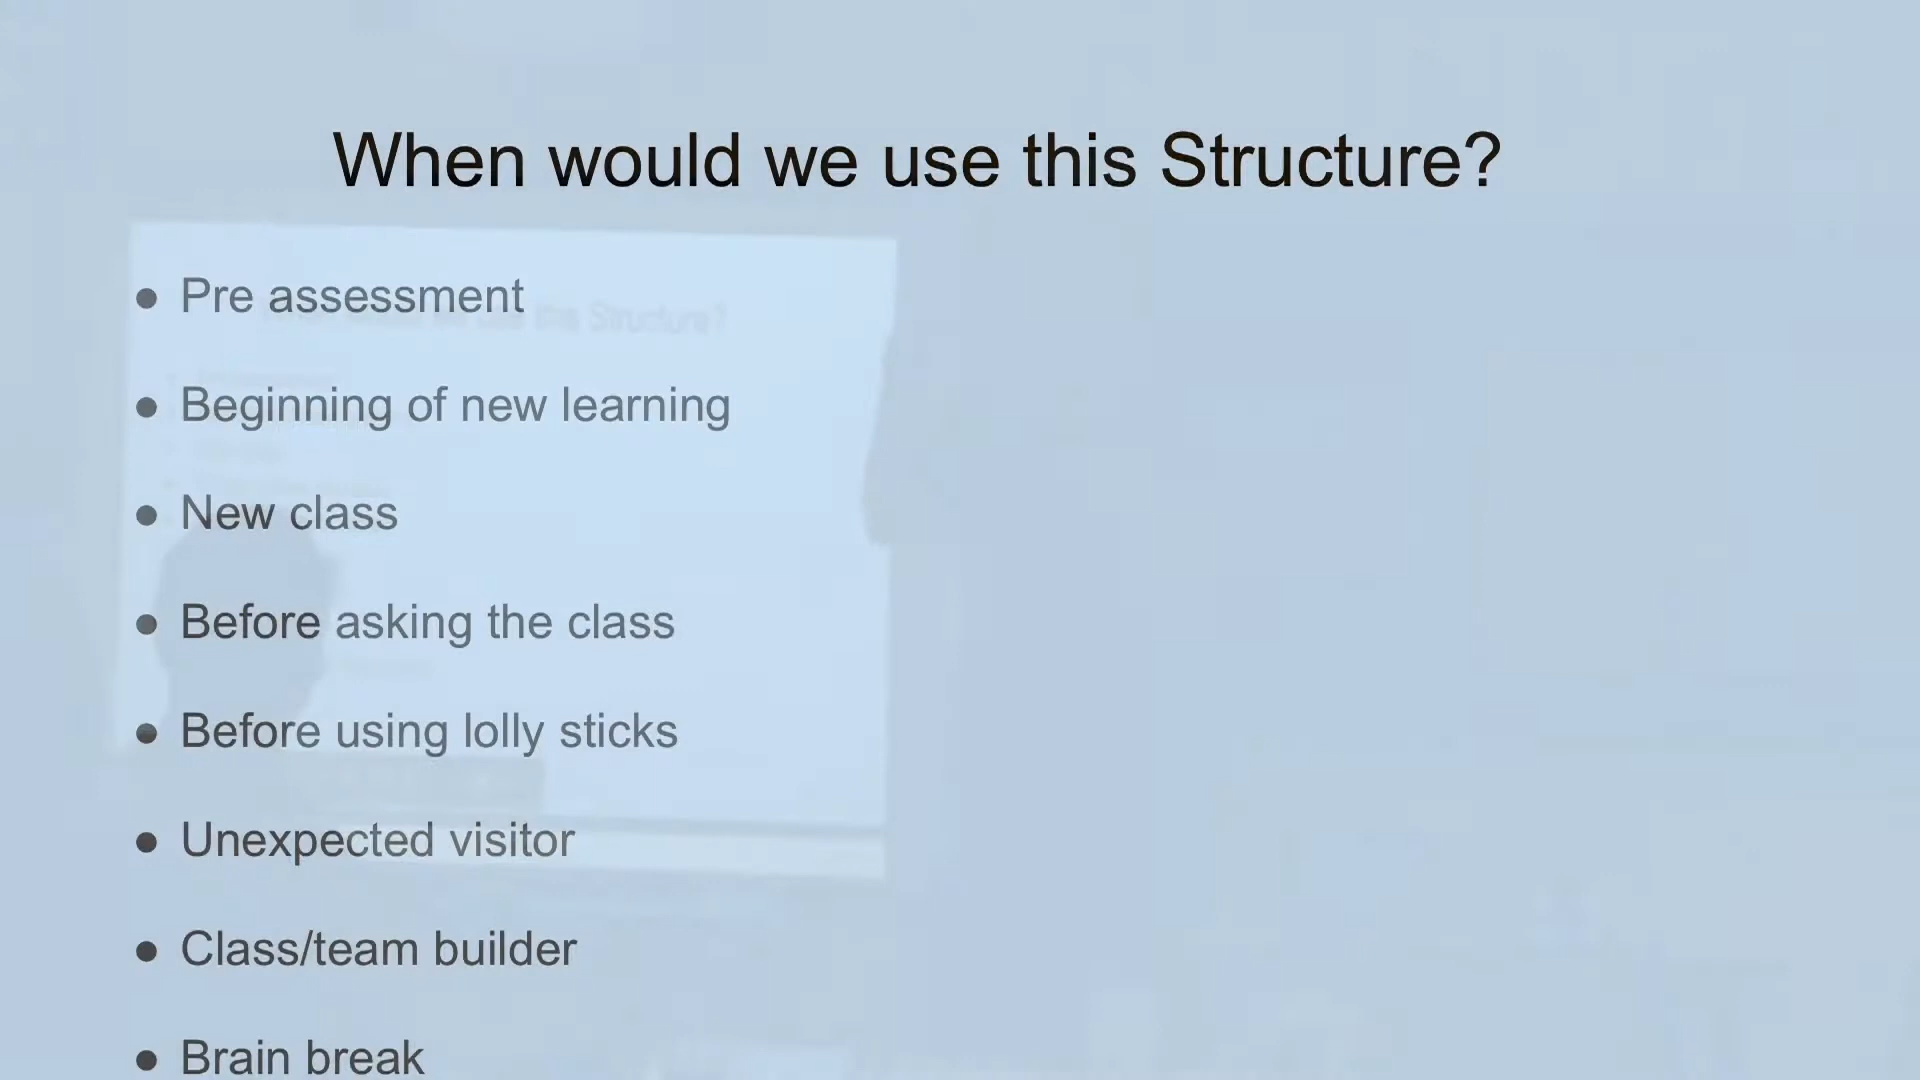 When would we use this Structure?
● Pre assessment
● Beginning of new learning
● New class
● Before asking the class
● Before using lolly sticks
● Unexpected visitor
● Class/team builder
● Brain break